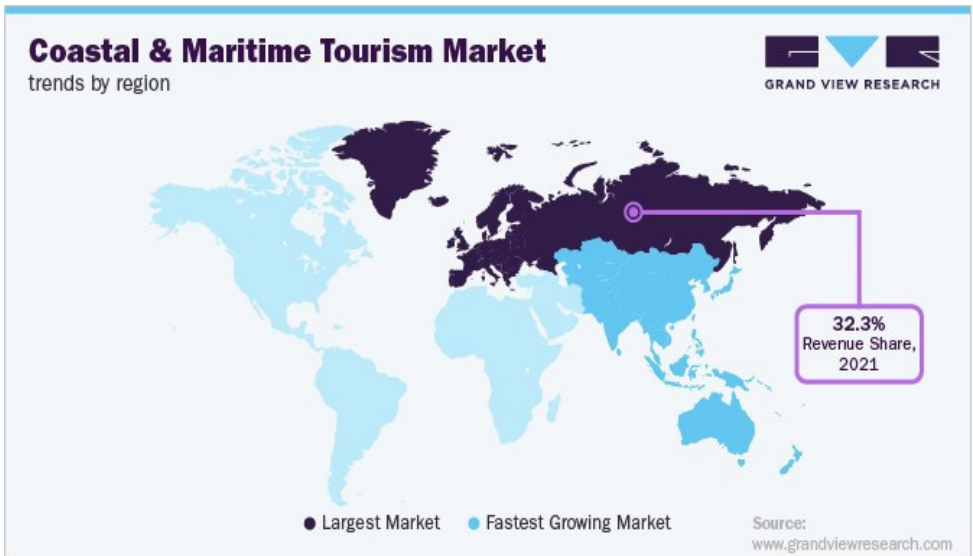 Coastal & Maritime Tourism Market
trends by region
GRAND VIEW RESEARCH
32.3%
Revenue Share,
2021
Largest Market
Fastest Growing Market
Source:
www.grandviewresearch.com